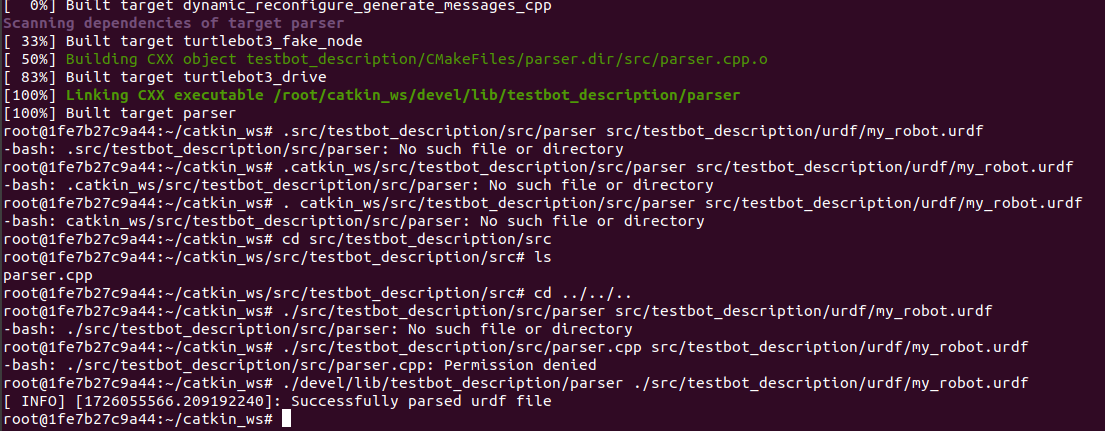 [  0%] Built target dynamic_reconfigure_generate_messages_cpp
Scanning dependencies of target parser
[ 33%] Built target turtlebot3_fake_node
[ 50%] Building CXX object testbot_description/CMakeFiles/parser.dir/src/parser.cpp.o
[ 83%] Built target turtlebot3_drive
[100%] Linking CXX executable /root/catkin_ws/devel/lib/testbot_description/parser
[100%] Built target parser
root@1fe7b27c9a44:~/catkin_ws# .src/testbot_description/src/parser src/testbot_description/urdf/my_robot.urdf
-bash: .src/testbot_description/src/parser: No such file or directory
root@1fe7b27c9a44:~/catkin_ws# .catkin_ws/src/testbot_description/src/parser src/testbot_description/urdf/my_robot.urdf
-bash: .catkin_ws/src/testbot_description/src/parser: No such file or directory
root@1fe7b27c9a44:~/catkin_ws# . catkin_ws/src/testbot_description/src/parser src/testbot_description/urdf/my_robot.urdf
-bash: catkin_ws/src/testbot_description/src/parser: No such file or directory
root@1fe7b27c9a44:~/catkin_ws# cd src/testbot_description/src
root@1fe7b27c9a44:~/catkin_ws/src/testbot_description/src# ls
parser.cpp
root@1fe7b27c9a44:~/catkin_ws/src/testbot_description/src# cd ../../..
root@1fe7b27c9a44:~/catkin_ws# ./src/testbot_description/src/parser src/testbot_description/urdf/my_robot.urdf
-bash: ./src/testbot_description/src/parser: No such file or directory
root@1fe7b27c9a44:~/catkin_ws# ./src/testbot_description/src/parser.cpp src/testbot_description/urdf/my_robot.urdf
-bash: ./src/testbot_description/src/parser.cpp: Permission denied
root@1fe7b27c9a44:~/catkin_ws# ./devel/lib/testbot_description/parser ./src/testbot_description/urdf/my_robot.urdf
[ INFO] [1726055566.209192240]: Successfully parsed urdf file
root@1fe7b27c9a44:~/catkin_ws#